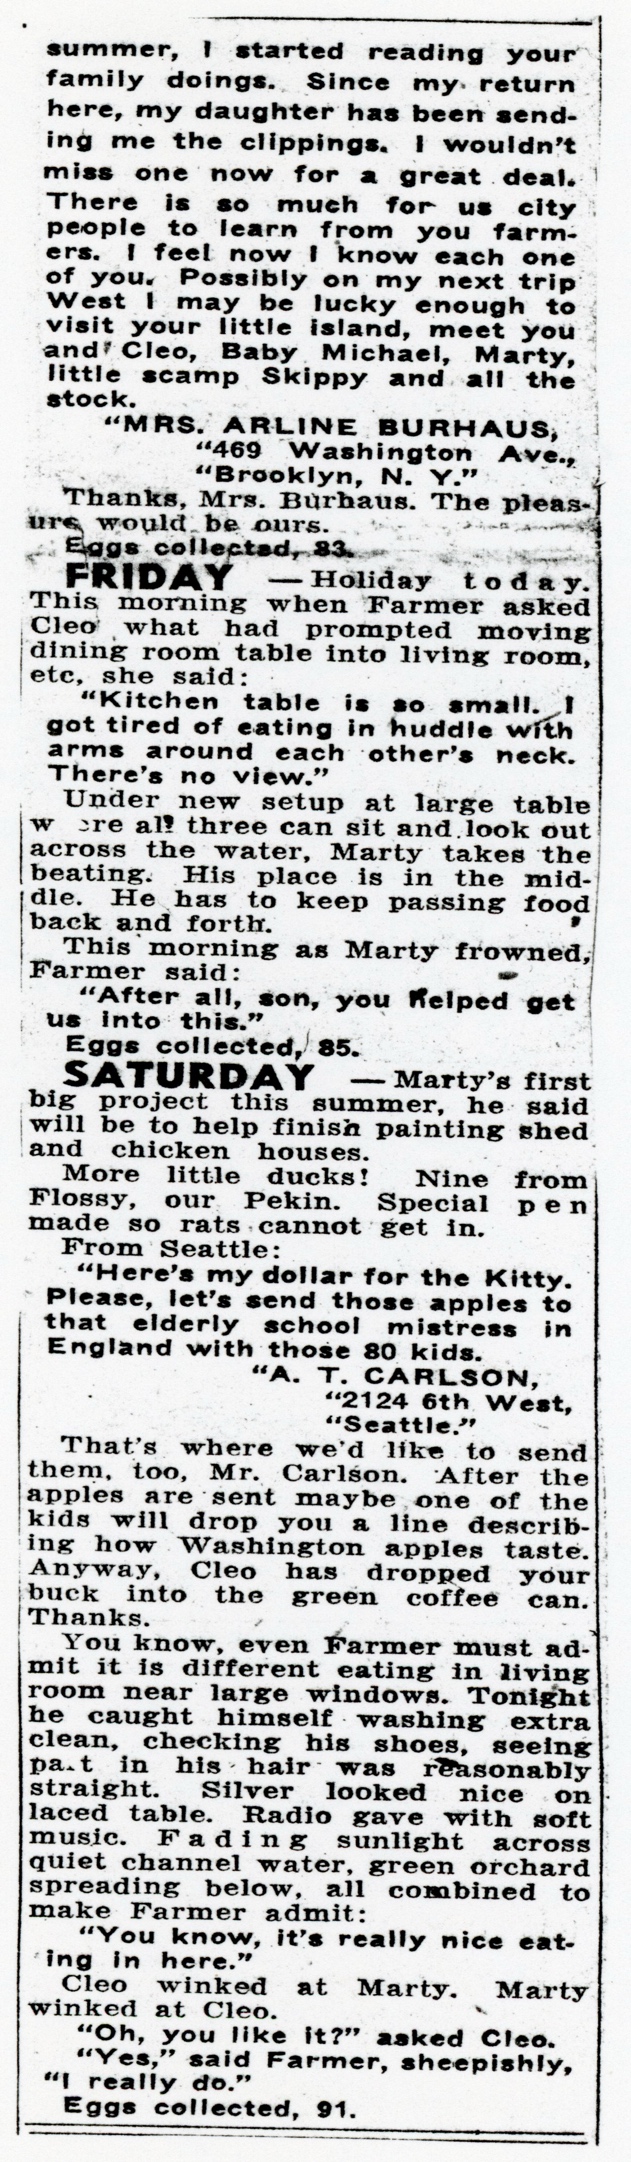 summer, I started reading your
family doings. Since my return
here, my daughter has been send-
ing me the clippings. I wouldn't
miss one now for a great deal.
There is so much for us city
people to learn from you farm-
ers. I feel now I know each one
of you. Possibly on my next trip
West I may be lucky enough to
visit your little island, meet you
and Cleo, Baby Michael, Marty,
little scamp Skippy and all the
stock.
"MRS. ARLINE BURHAUS,
"469 Washington Ave.,
"Brooklyn, N. Y."
Thanks, Mrs. Burhaus. The pleas-
ure would be ours.
Eggs collected, 83.
FRIDAY — Holiday today.
This morning when Farmer asked
Cleo what had prompted moving
dining room table into living room,
etc, she said:
"Kitchen table is so small. I
got tired of eating in huddle with
arms around each other's neck.
There's no view."
Under new setup at large table
where all three can sit and look out
across the water, Marty takes the
beating. His place is in the mid-
dle. He has to keep passing food
back and forth.
This morning as Marty frowned,
Farmer said:
"After all, son, you helped get
us into this."
Eggs collected, 85.
SATURDAY — Marty's first
big project this summer, he said
will be to help finish painting shed
and chicken houses.
More little ducks! Nine from
Flossy, our Pekin. Special pen
made so rats cannot get in.
From Seattle:
"Here's my dollar for the Kitty.
Please, let's send those apples to
that elderly school mistress in
England with those 80 kids.
"A. T. CARLSON,
"2124 6th West,
"Seattle."
That's where we'd like to send
them, too, Mr. Carlson. After the
apples are sent maybe one of the
kids will drop you a line describ-
ing how Washington apples taste.
Anyway, Cleo has dropped your
buck into the green coffee can.
Thanks.
You know, even Farmer must ad-
mit it is different eating in living
room near large windows. Tonight
he caught himself washing extra
clean, checking his shoes, seeing
part in his hair was reasonably
straight. Silver looked nice on
laced table. Radio gave with soft
music. Fading sunlight across
quiet channel water, green orchard
spreading below, all combined to
make Farmer admit:
"You know, it's really nice eat-
ing in here."
Cleo winked at Marty. Marty
winked at Cleo.
"Oh, you like it?" asked Cleo.
"Yes," said Farmer, sheepishly,
"I really do."
Eggs collected, 91.